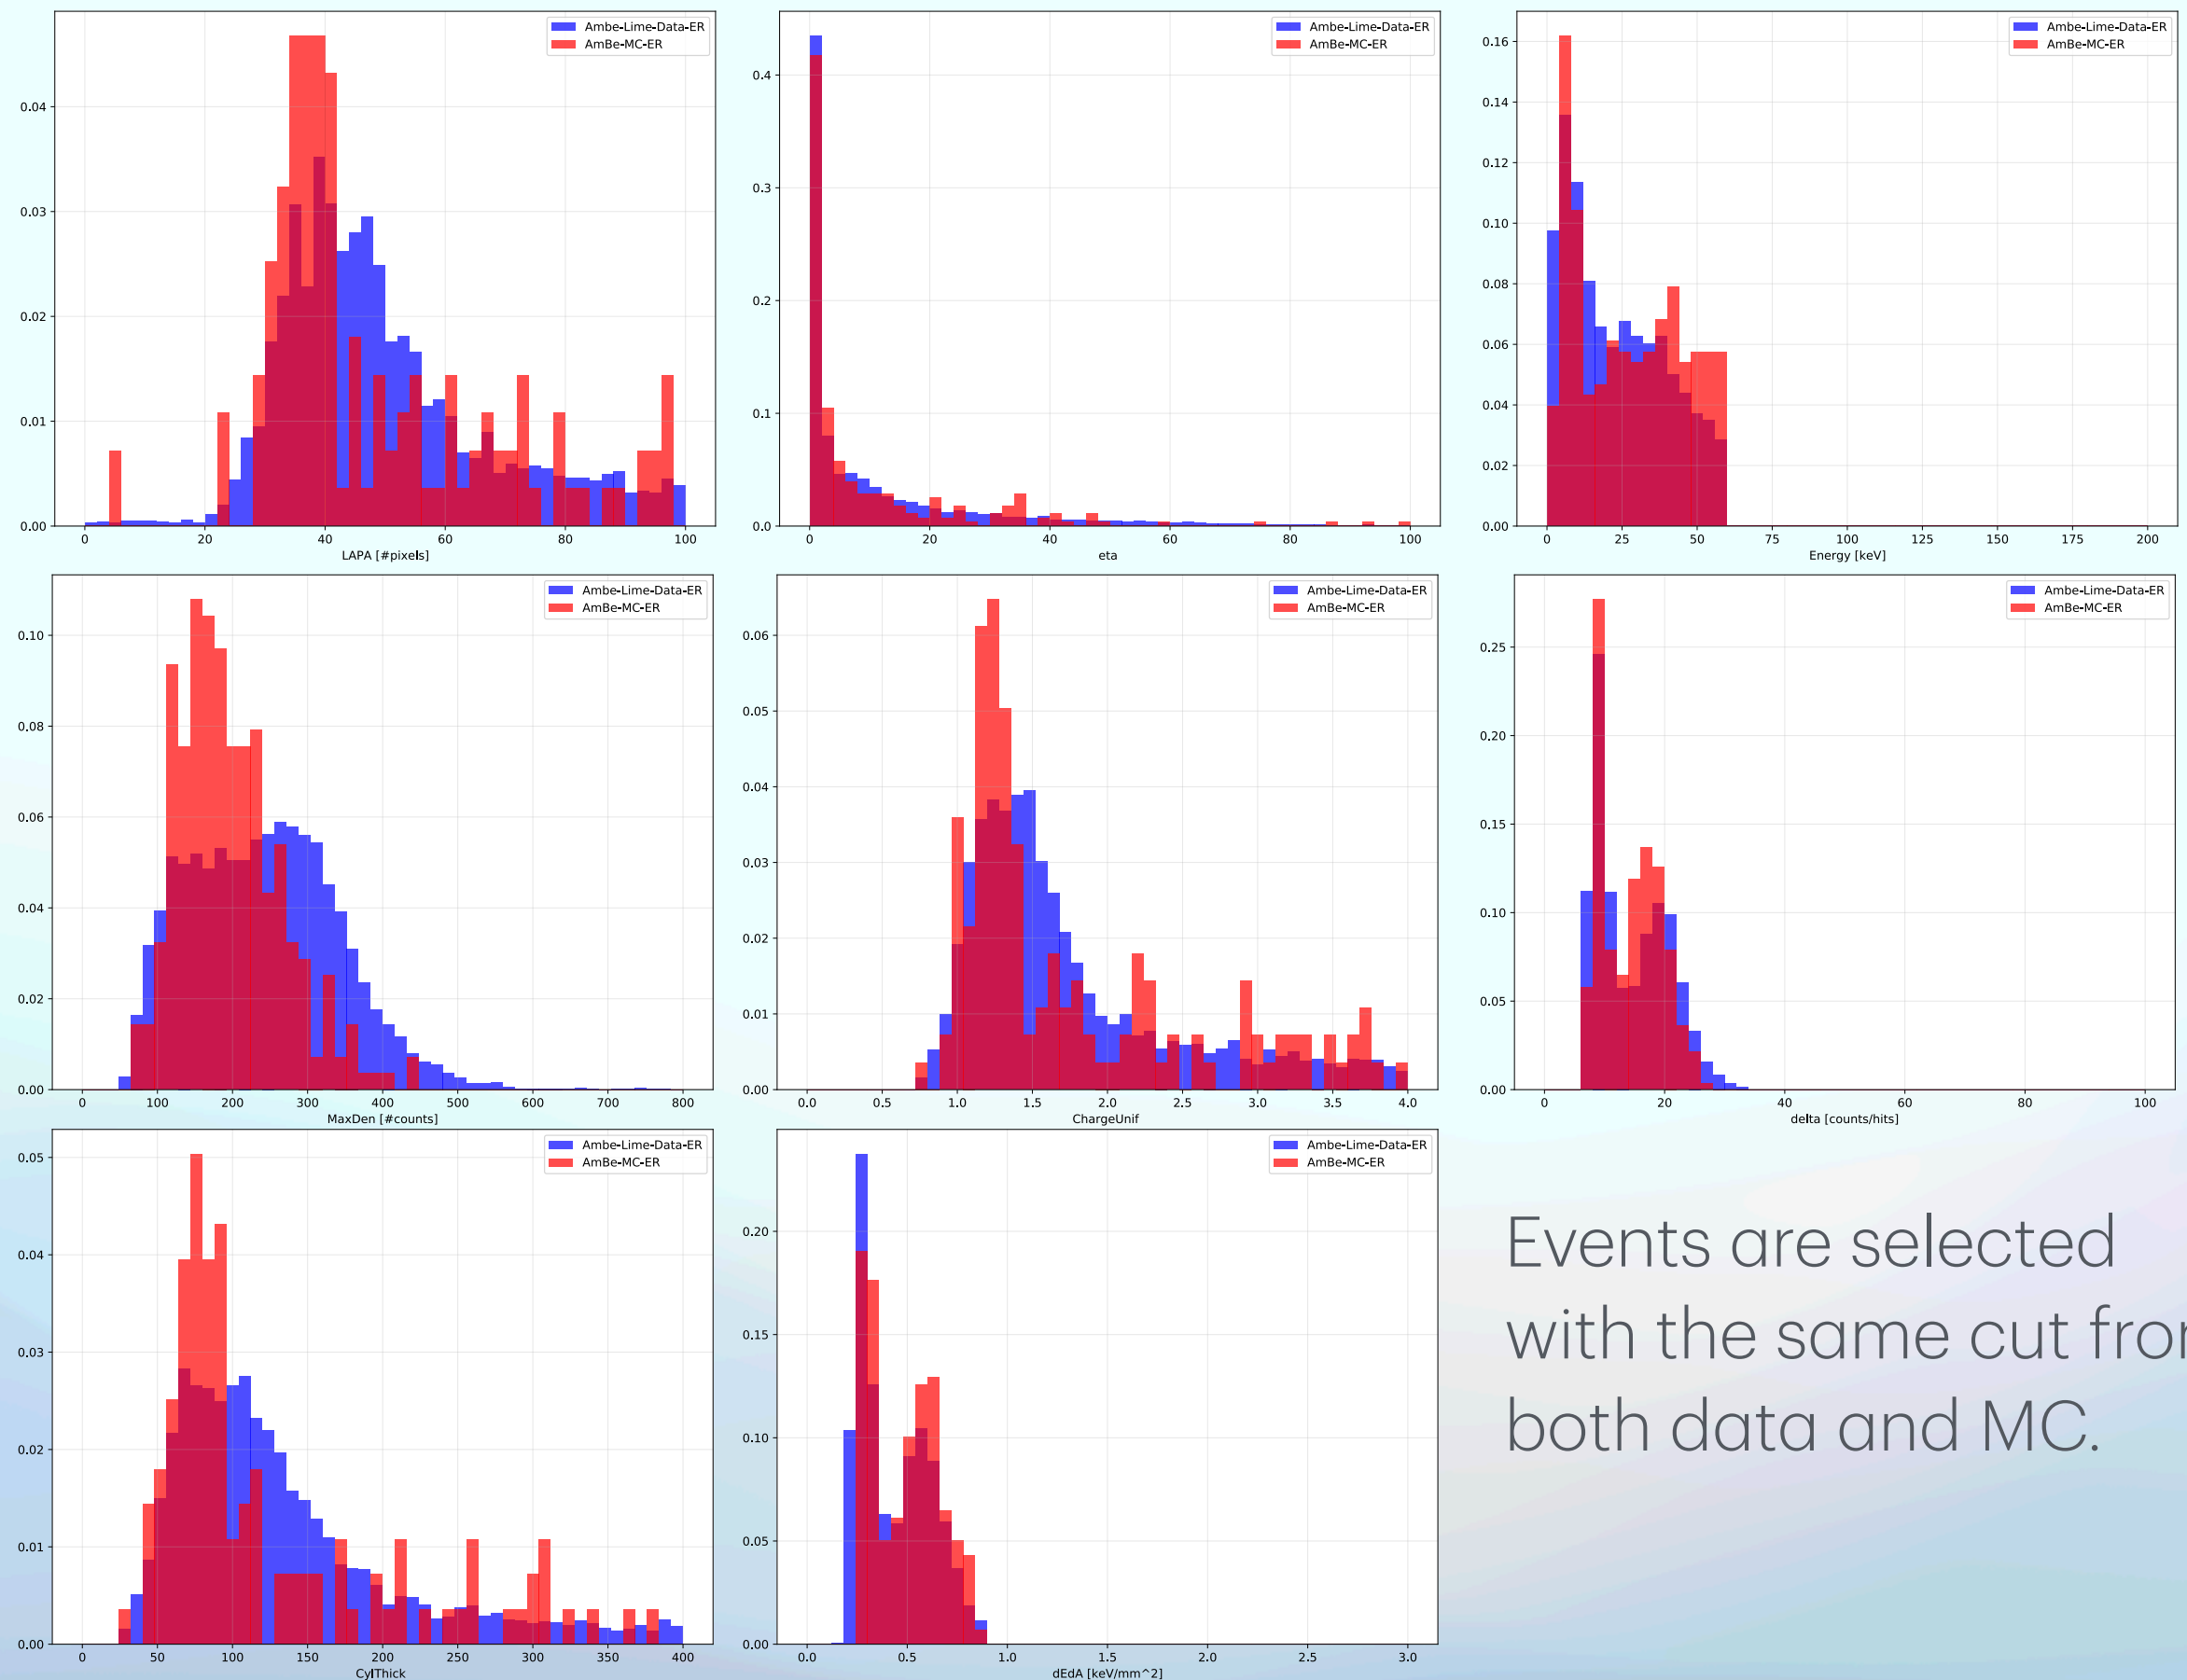 Ambe-Lime-Data-ER
AmBe-MC-ER
0.04
0.03
0.02
0.01
0.00
0 20 40 60 80 100
LAPA [#pixels]
Ambe-Lime-Data-ER
AmBe-MC-ER
0.4
0.3
0.2
0.1
0.0
0 20 40 60 80 100
eta
Ambe-Lime-Data-ER
AmBe-MC-ER
0.16
0.14
0.12
0.10
0.08
0.06
0.04
0.02
0.00
0 25 50 75 100 125 150 175 200
Energy [keV]
Ambe-Lime-Data-ER
AmBe-MC-ER
0.10
0.08
0.06
0.04
0.02
0.00
0 100 200 300 400 500 600 700 800
MaxDen [#counts]
Ambe-Lime-Data-ER
AmBe-MC-ER
0.06
0.05
0.04
0.03
0.02
0.01
0.00
0.0 0.5 1.0 1.5 2.0 2.5 3.0 3.5 4.0
ChargeUnif
Ambe-Lime-Data-ER
AmBe-MC-ER
0.25
0.20
0.15
0.10
0.05
0.00
0 20 40 60 80 100
delta [counts/hits]
Ambe-Lime-Data-ER
AmBe-MC-ER
0.05
0.04
0.03
0.02
0.01
0.00
0 50 100 150 200 250 300 350 400
CylThick
Ambe-Lime-Data-ER
AmBe-MC-ER
0.20
0.15
0.10
0.05
0.00
0.0 0.5 1.0 1.5 2.0 2.5 3.0
dEdA [keV/mm^2]
Events are selected
with the same cut
both data and MC.